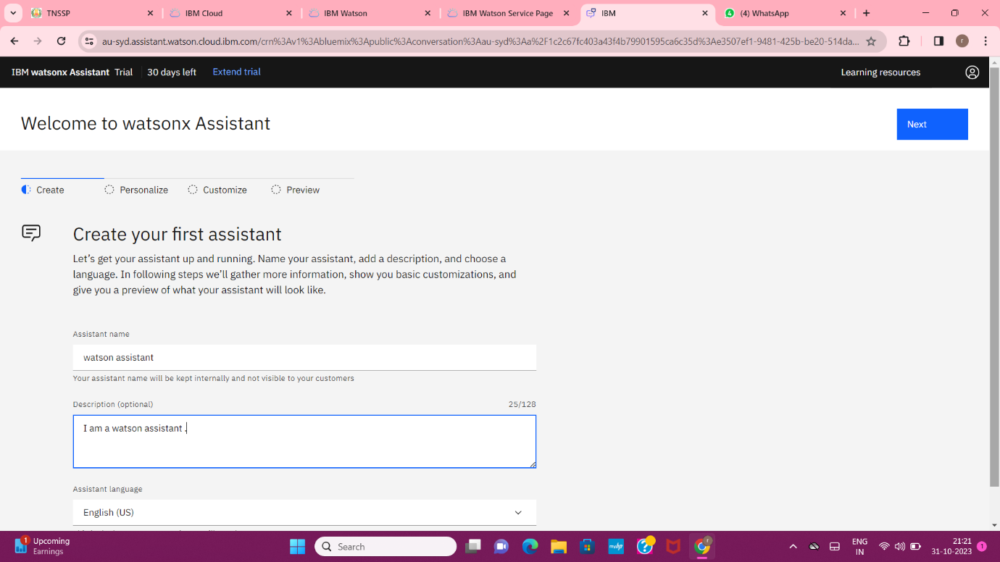 TNSSP
IBM Cloud
IBM Watson
IBM Watson Service Page
IBM
(4) WhatsApp
au-syd.assistant.watson.cloud.ibm.com/crn%3Av1%3Abluemix%3Apublic%3Aconversation%3Aau-syd%3Aa%2F1c2c67fc403a43f4b79901595ca6c35d%3Ae3507ef1-9481-425b-be20-514da...
r
IBM watsonx Assistant Trial
30 days left
Extend trial
Learning resources
Welcome to watsonx Assistant
Next
Create
Personalize
Customize
Preview
Create your first assistant
Let's get your assistant up and running. Name your assistant, add a description, and choose a
language. In following steps we'll gather more information, show you basic customizations, and
give you a preview of what your assistant will look like.
Assistant name
watson assistant
Your assistant name will be kept internally and not visible to your customers
Description (optional)
25/128
I am a watson assistant .
Assistant language
English (US)
1
Upcoming
Earnings
Search
myhp
r
ENG
IN
21:21
31-10-2023
1